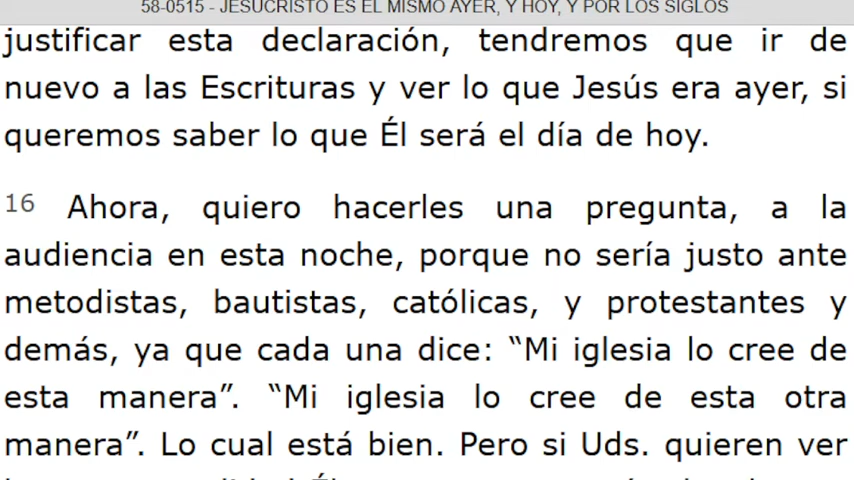 58-0515 - JESUCRISTO ES EL MISMO AYER, Y HOY, Y POR LOS SIGLOS
justificar esta declaración, tendremos que ir de
nuevo a las Escrituras y ver lo que Jesús era ayer, si
queremos saber lo que Él será el día de hoy.
16 Ahora, quiero hacerles una pregunta, a la
audiencia en esta noche, porque no sería justo ante
metodistas, bautistas, católicas, y protestantes y
demás, ya que cada una dice: “Mi iglesia lo cree de
esta manera”. “Mi iglesia lo cree de esta otra
manera”. Lo cual está bien. Pero si Uds. quieren ver